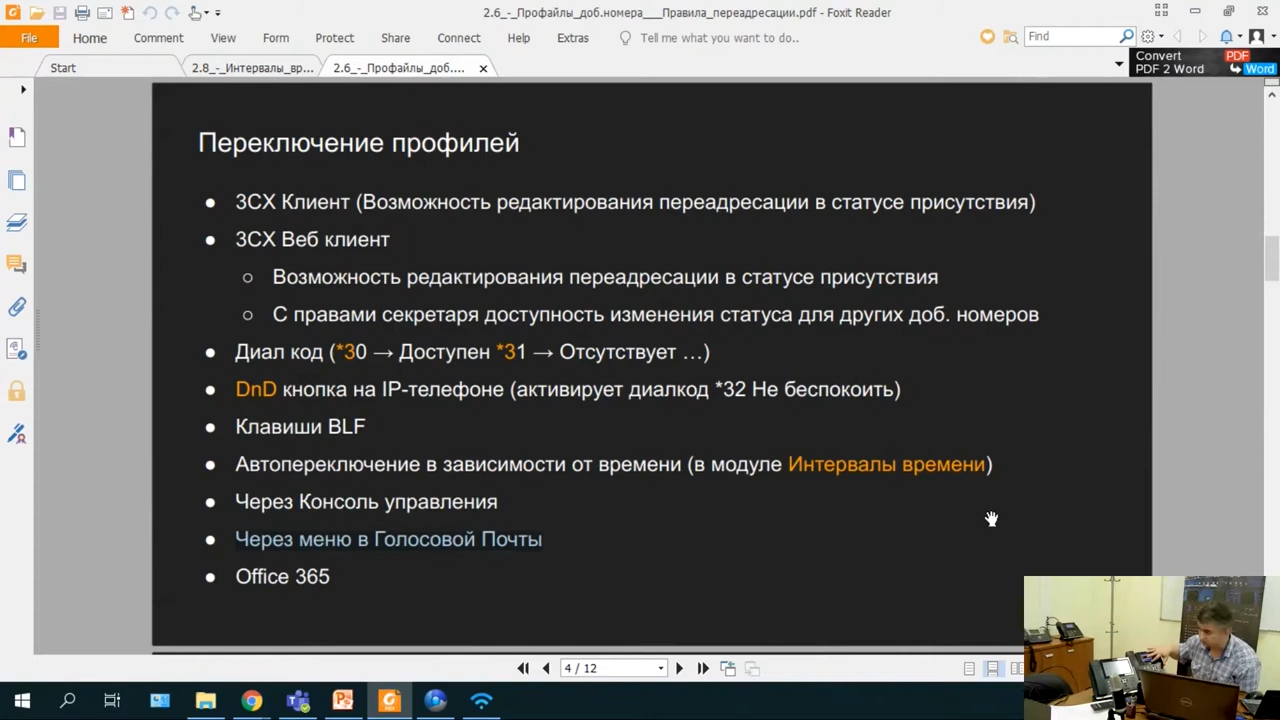 2.6_-_Профайлы_доб.номера___Правила_переадресации.pdf - Foxit Reader
File Home Comment View Form Protect Share Connect Help Extras Tell me what you want to do.. Find
Convert PDF
PDF 2 Word Word
Start 2.8_-_Интервалы_вр... 2.6_-_Профайлы_доб....
Переключение профилей
● 3CX Клиент (Возможность редактирования переадресации в статусе присутствия)
● 3CX Веб клиент
○ Возможность редактирования переадресации в статусе присутствия
○ С правами секретаря доступность изменения статуса для других доб. номеров
● Диал код (*30 → Доступен *31 → Отсутствует …)
● DnD кнопка на IP-телефоне (активирует диалкод *32 Не беспокоить)
● Клавиши BLF
● Автопереключение в зависимости от времени (в модуле Интервалы времени)
● Через Консоль управления
● Через меню в Голосовой Почты
● Office 365
4 / 12